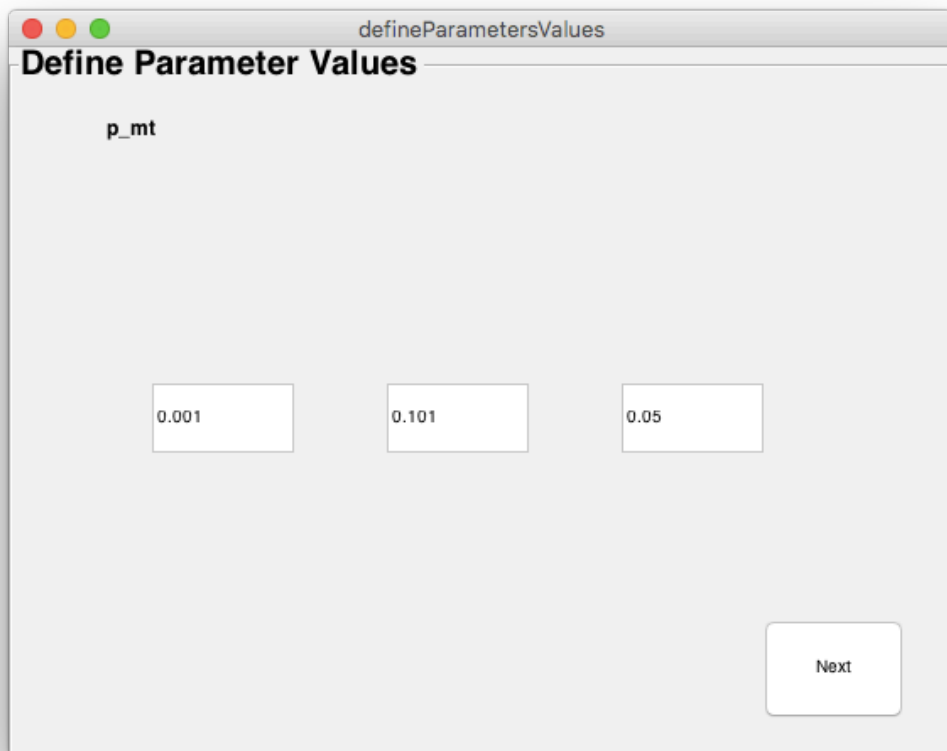 defineParametersValues
Define Parameter Values
p_mt
0.001 0.101 0.05
Next